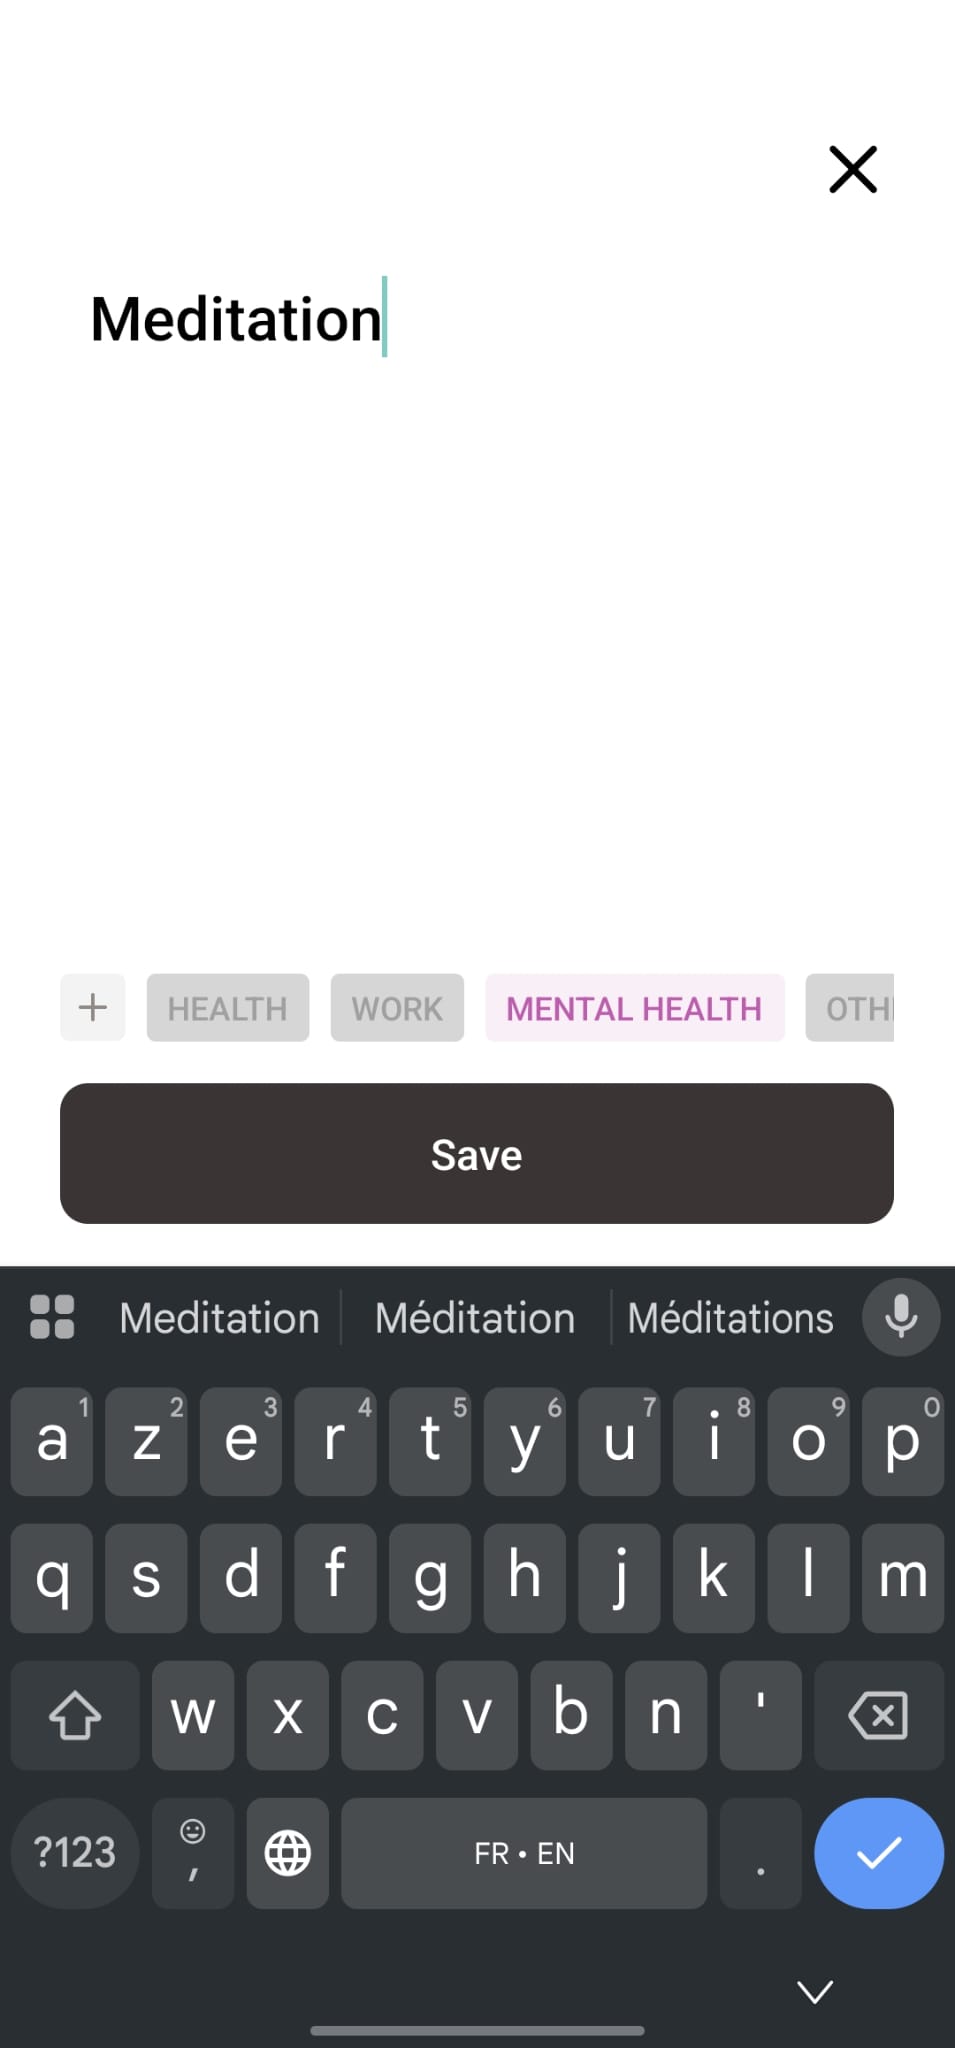 Meditation
+ HEALTH WORK MENTAL HEALTH OTH
Save
Meditation Méditation Méditations
a 1 z 2 e 3 r 4 t 5 y 6 u 7 i 8 o 9 p 0
q s d f g h j k l m
w x c v b n '
?123 , FR • EN .